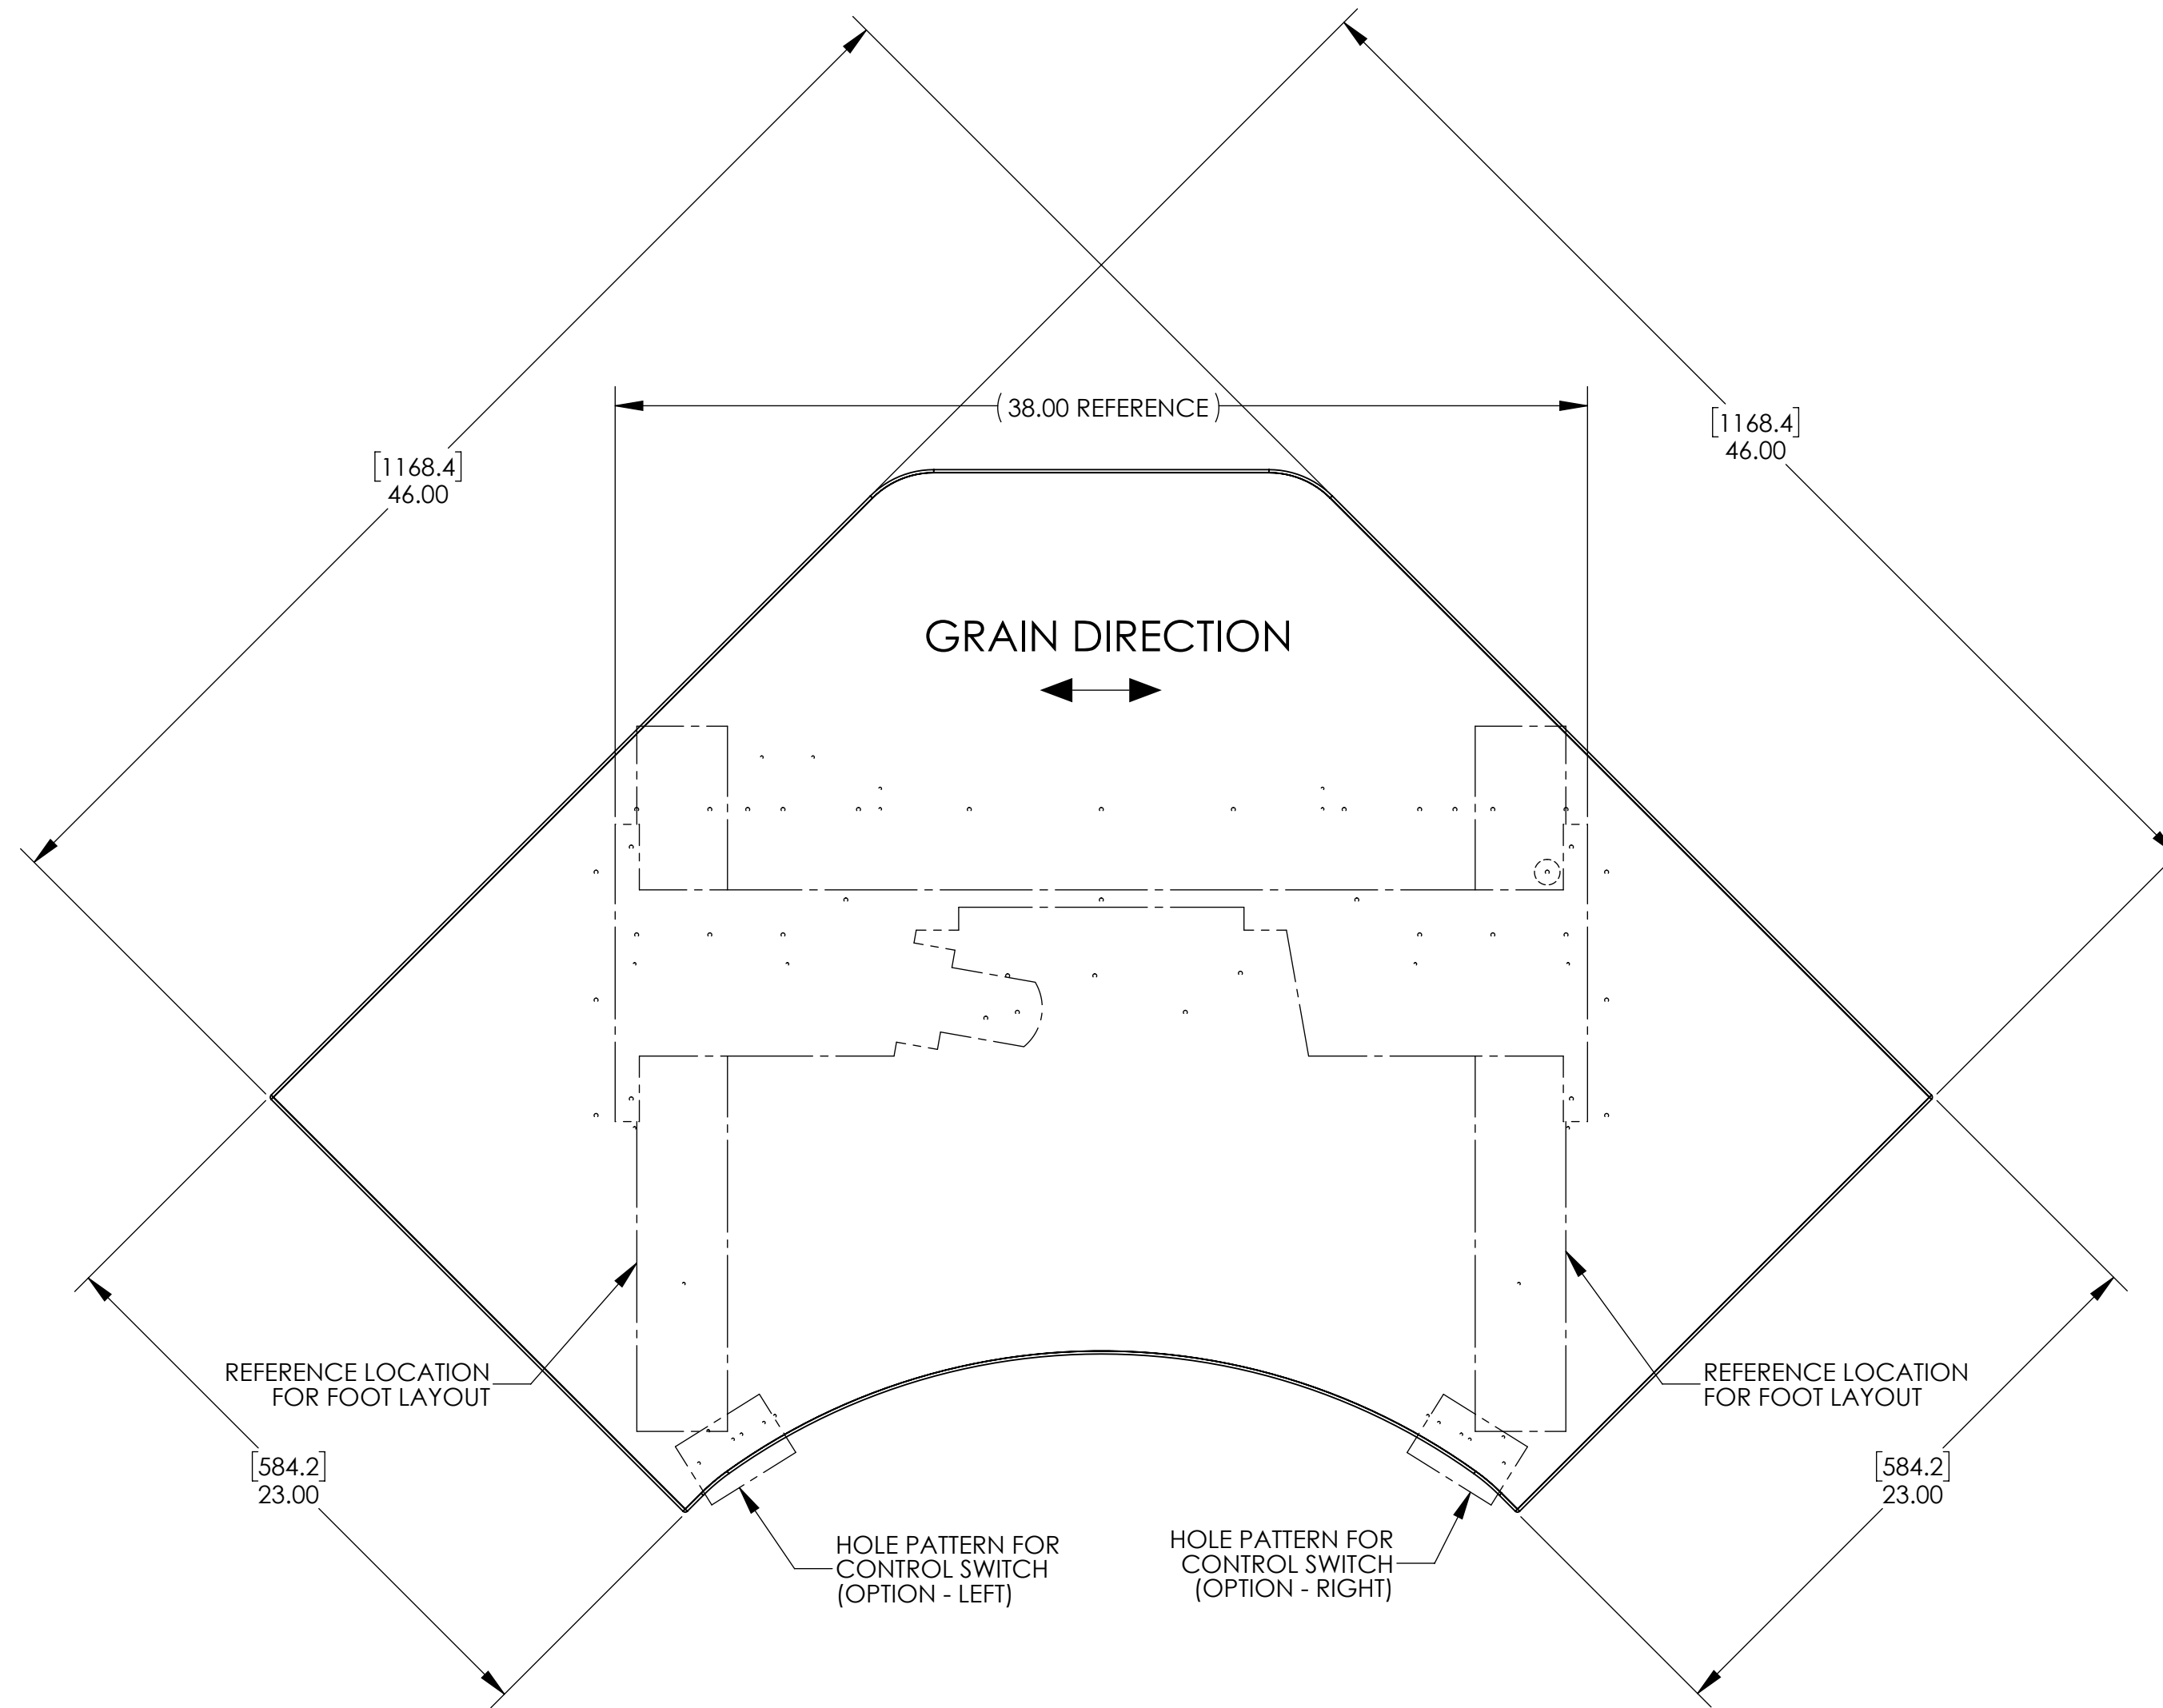 (38.00 REFERENCE)
[1168.4]
46.00
[1168.4]
46.00
GRAIN DIRECTION
REFERENCE LOCATION
FOR FOOT LAYOUT
REFERENCE LOCATION
FOR FOOT LAYOUT
[584.2]
23.00
[584.2]
23.00
HOLE PATTERN FOR
CONTROL SWITCH
(OPTION - LEFT)
HOLE PATTERN FOR
CONTROL SWITCH
(OPTION - RIGHT)